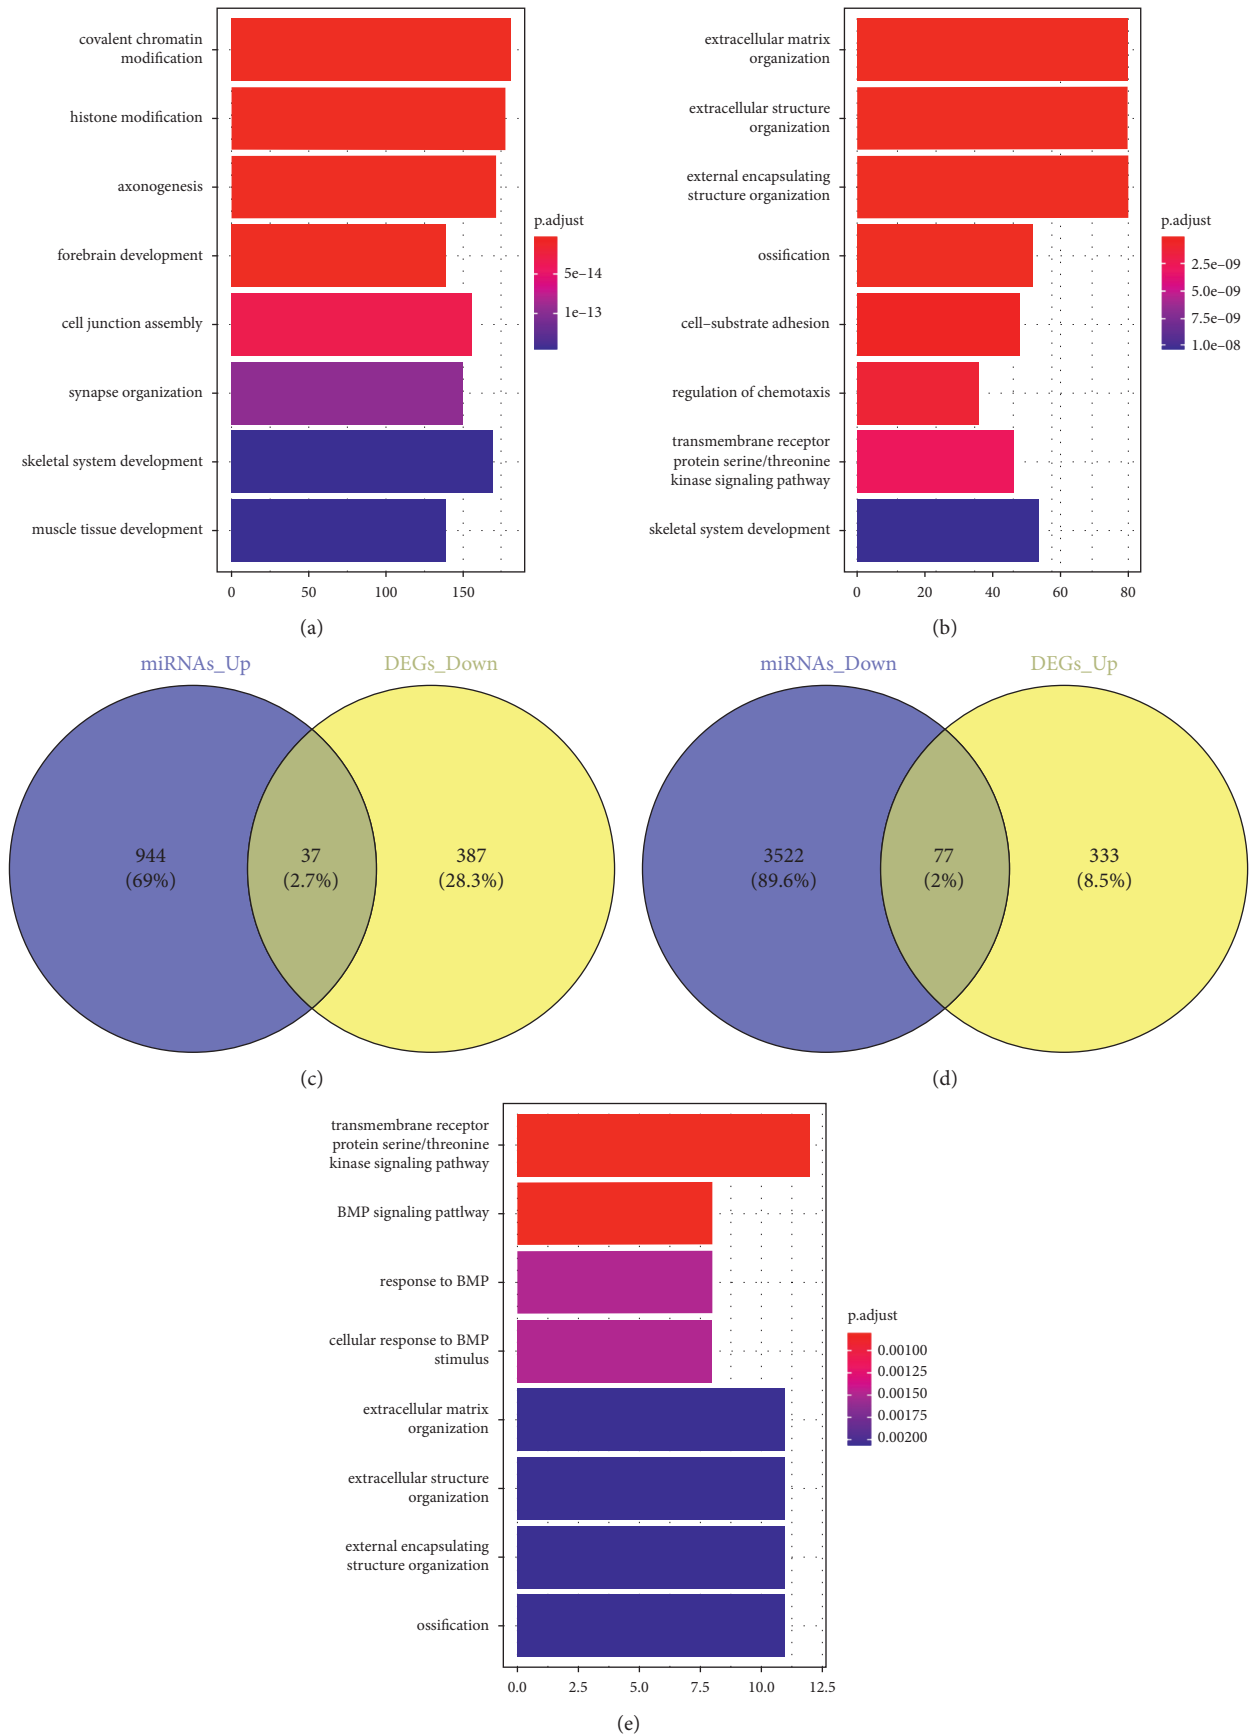 covalent chromatin
modification
histone modification
axonogenesis
forebrain development
cell junction assembly
synapse organization
skeletal system development
muscle tissue development
0 50 100 150
p.adjust
5e–14
1e–13
(a)
extracellular matrix
organization
extracellular structure
organization
external encapsulating
structure organization
ossification
cell–substrate adhesion
regulation of chemotaxis
transmembrane receptor
protein serine/threonine
kinase signaling pathway
skeletal system development
0 20 40 60 80
p.adjust
2.5e–09
5.0e–09
7.5e–09
1.0e–08
(b)
miRNAs_Up DEGs_Down
944 37 387
(69%) (2.7%) (28.3%)
(c)
miRNAs_Down DEGs_Up
3522 77 333
(89.6%) (2%) (8.5%)
(d)
transmembrane receptor
protein serine/threonine
kinase signaling pathway
BMP signaling pattlway
response to BMP
cellular response to BMP
stimulus
extracellular matrix
organization
extracellular structure
organization
external encapsulating
structure organization
ossification
0.0 2.5 5.0 7.5 10.0 12.5
p.adjust
0.00100
0.00125
0.00150
0.00175
0.00200
(e)